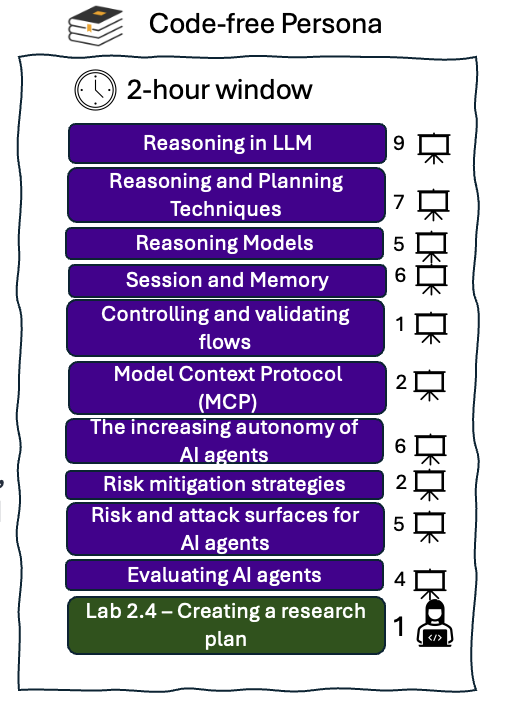 Code-free Persona
2-hour window
Reasoning in LLM 9
Reasoning and Planning
Techniques 7
Reasoning Models 5
Session and Memory 6
Controlling and validating
flows 1
Model Context Protocol
(MCP) 2
The increasing autonomy of
AI agents 6
Risk mitigation strategies 2
Risk and attack surfaces for
AI agents 5
Evaluating AI agents 4
Lab 2.4 – Creating a research
plan 1